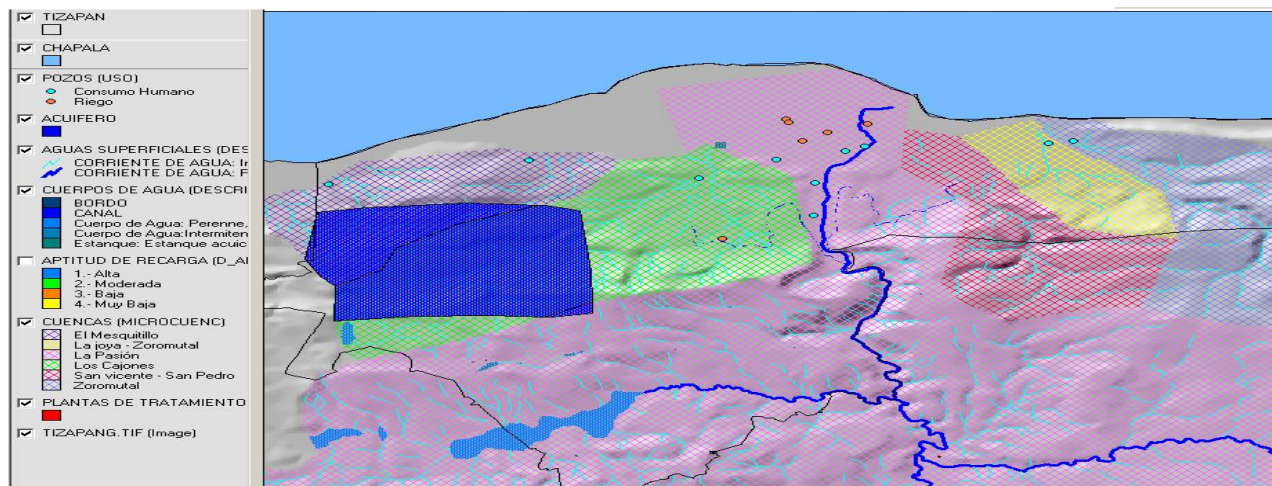 TIZAPAN
CHAPALA
POZOS (USO)
Consumo Humano
Riego
ACUIFERO
AGUAS SUPERFICIALES (DES
CORRIENTE DE AGUA: I
CORRIENTE DE AGUA: F
CUERPOS DE AGUA (DESCRI
BORDO
CANAL
Cuerpo de Agua: Perenne,
Cuerpo de Agua:Intermiten
Estanque: Estanque acuic
APTITUD DE RECARGA (D_A
1.- Alta
2.- Moderada
3.- Baja
4.- Muy Baja
CUENCAS (MICROCUENC)
El Mesquitillo
La joya - Zoromutal
La Pasión
Los Cajones
San vicente - San Pedro
Zoromutal
PLANTAS DE TRATAMIENTO
TIZAPANG.TIF (Image)